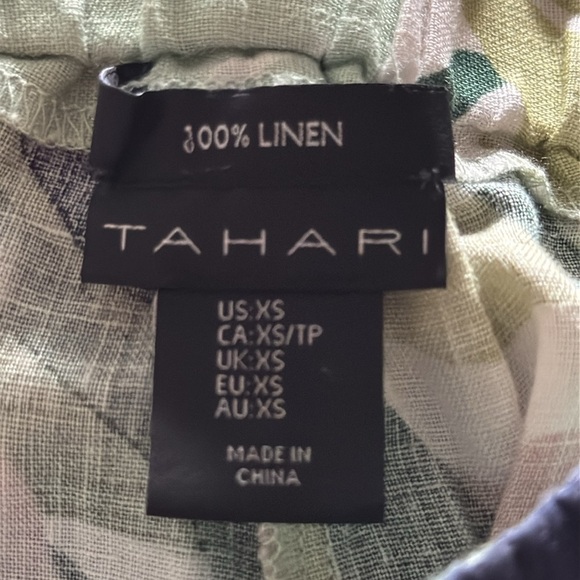 100% LINEN
TAHARI
US:XS
CA:XS/TP
UK:XS
EU:XS
AU:XS
MADE IN
CHINA